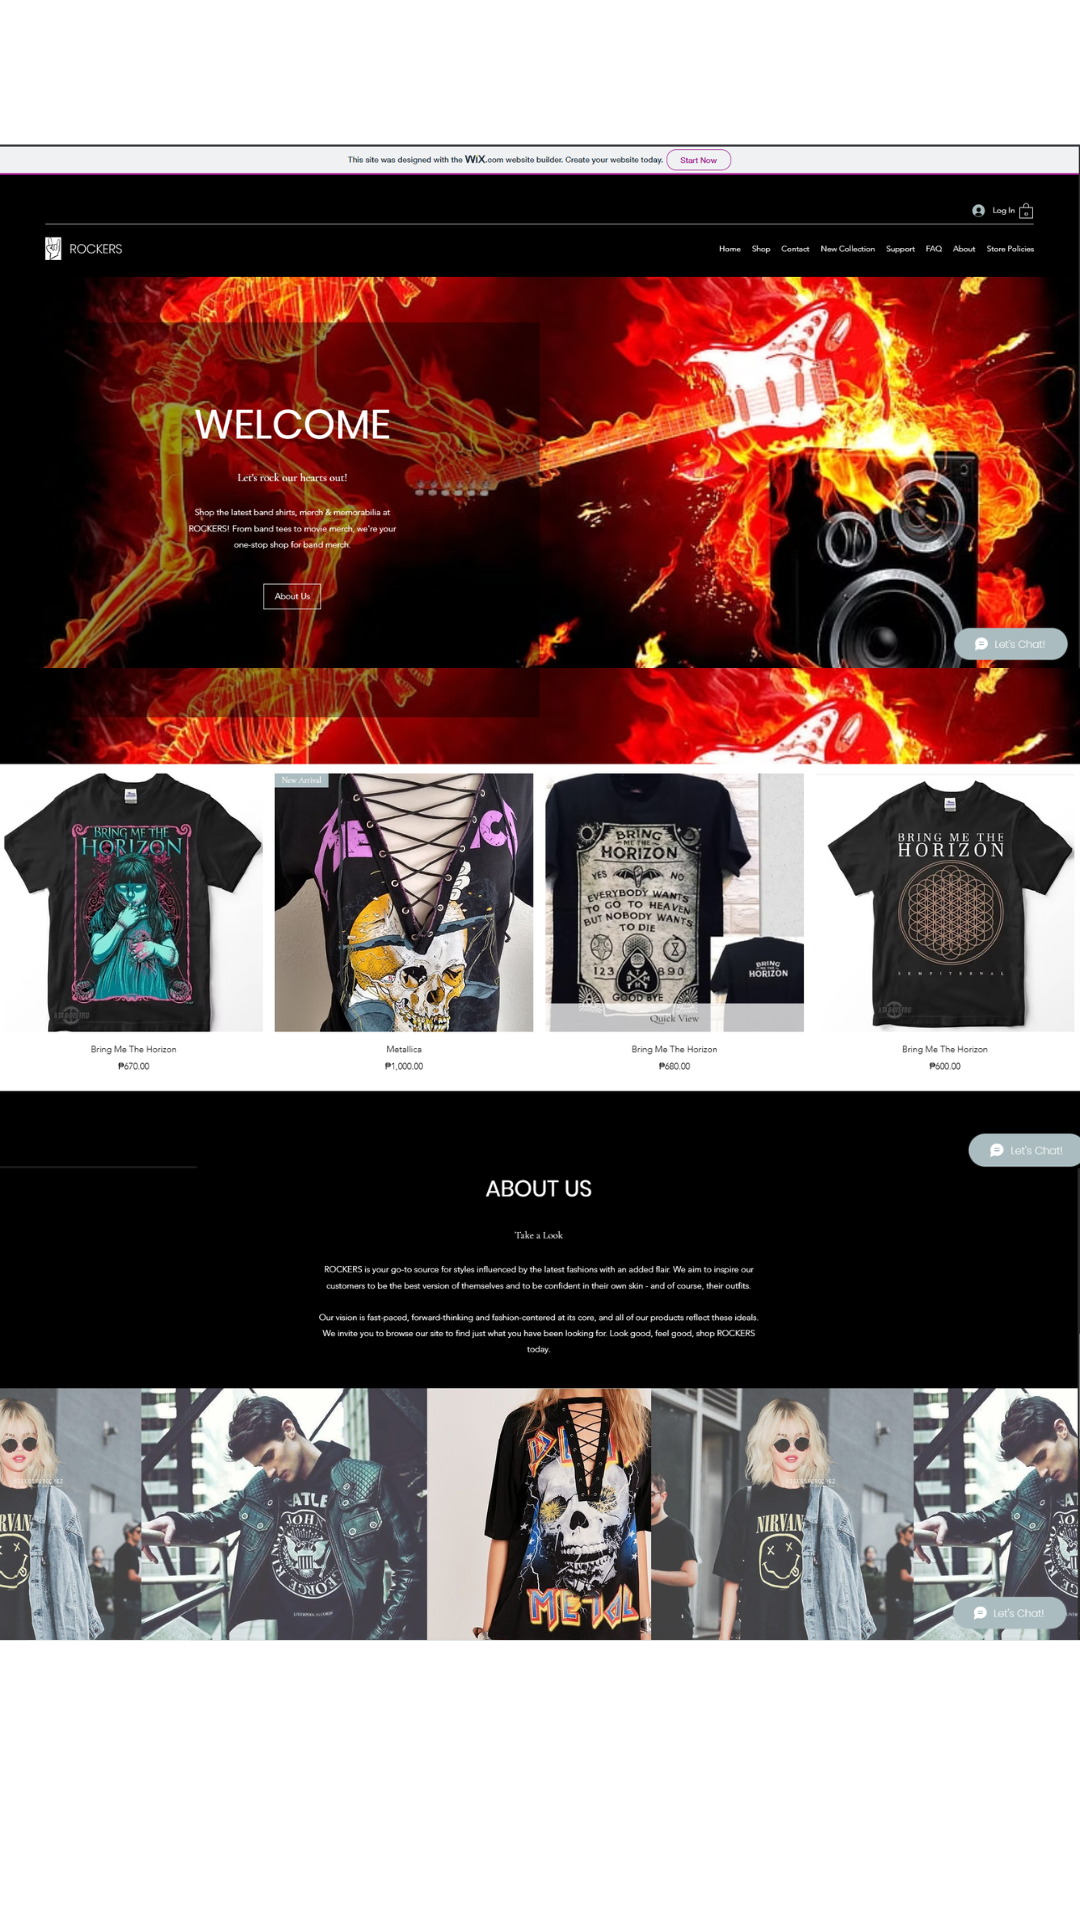 This site was designed with the WiX.com website builder. Create your website today. Start Now
Log In 0
ROCKERS
Home Shop Contact New Collection Support FAQ About Store Policies
WELCOME
Let's rock our hearts out!
Shop the latest band shirts, merch & memorabilia at
ROCKERS! From band tees to movie merch, we're your
one-stop shop for band merch.
About Us
Let's Chat!
BRING ME THE
HORIZON
New Arrival
ME IC
BRING
ME THE
HORIZON
YES NO
EVERYBODY WANTS
TO GO TO HEAVEN
BUT NOBODY WANTS
TO DIE
123 890
BMTH
GOOD BYE
BRING
ME THE
HORIZON
Quick View
BRING ME THE
HORIZON
SEMPITERNAL
Bring Me The Horizon
₱670.00
Metallica
₱1,000.00
Bring Me The Horizon
₱680.00
Bring Me The Horizon
₱600.00
Let's Chat!
ABOUT US
Take a Look
ROCKERS is your go-to source for styles influenced by the latest fashions with an added flair. We aim to inspire our
customers to be the best version of themselves and to be confident in their own skin - and of course, their outfits.
Our vision is fast-paced, forward-thinking and fashion-centered at its core, and all of our products reflect these ideals.
We invite you to browse our site to find just what you have been looking for. Look good, feel good, shop ROCKERS
today.
RVAN
EATLE
JOH
GEORGE
LIVERPOOL
METAL
NIRVAN
Let's Chat!